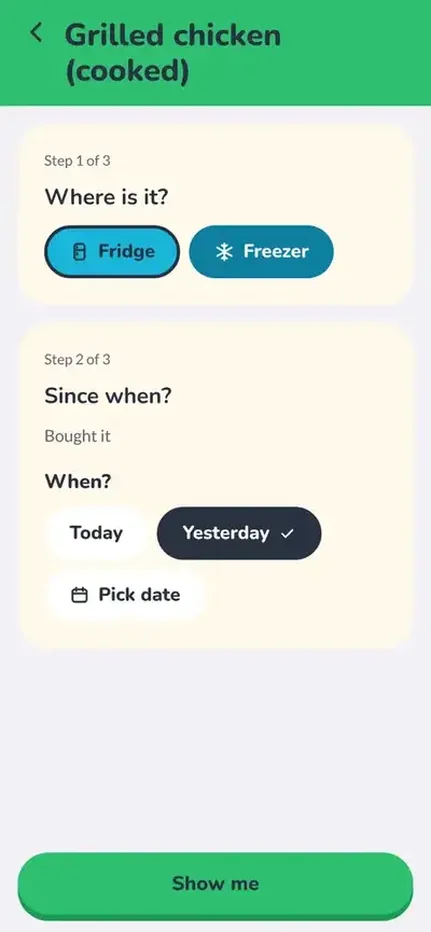 Grilled chicken
(cooked)
Step 1 of 3
Where is it?
Fridge
Freezer
Step 2 of 3
Since when?
Bought it
When?
Today
Yesterday
Pick date
Show me